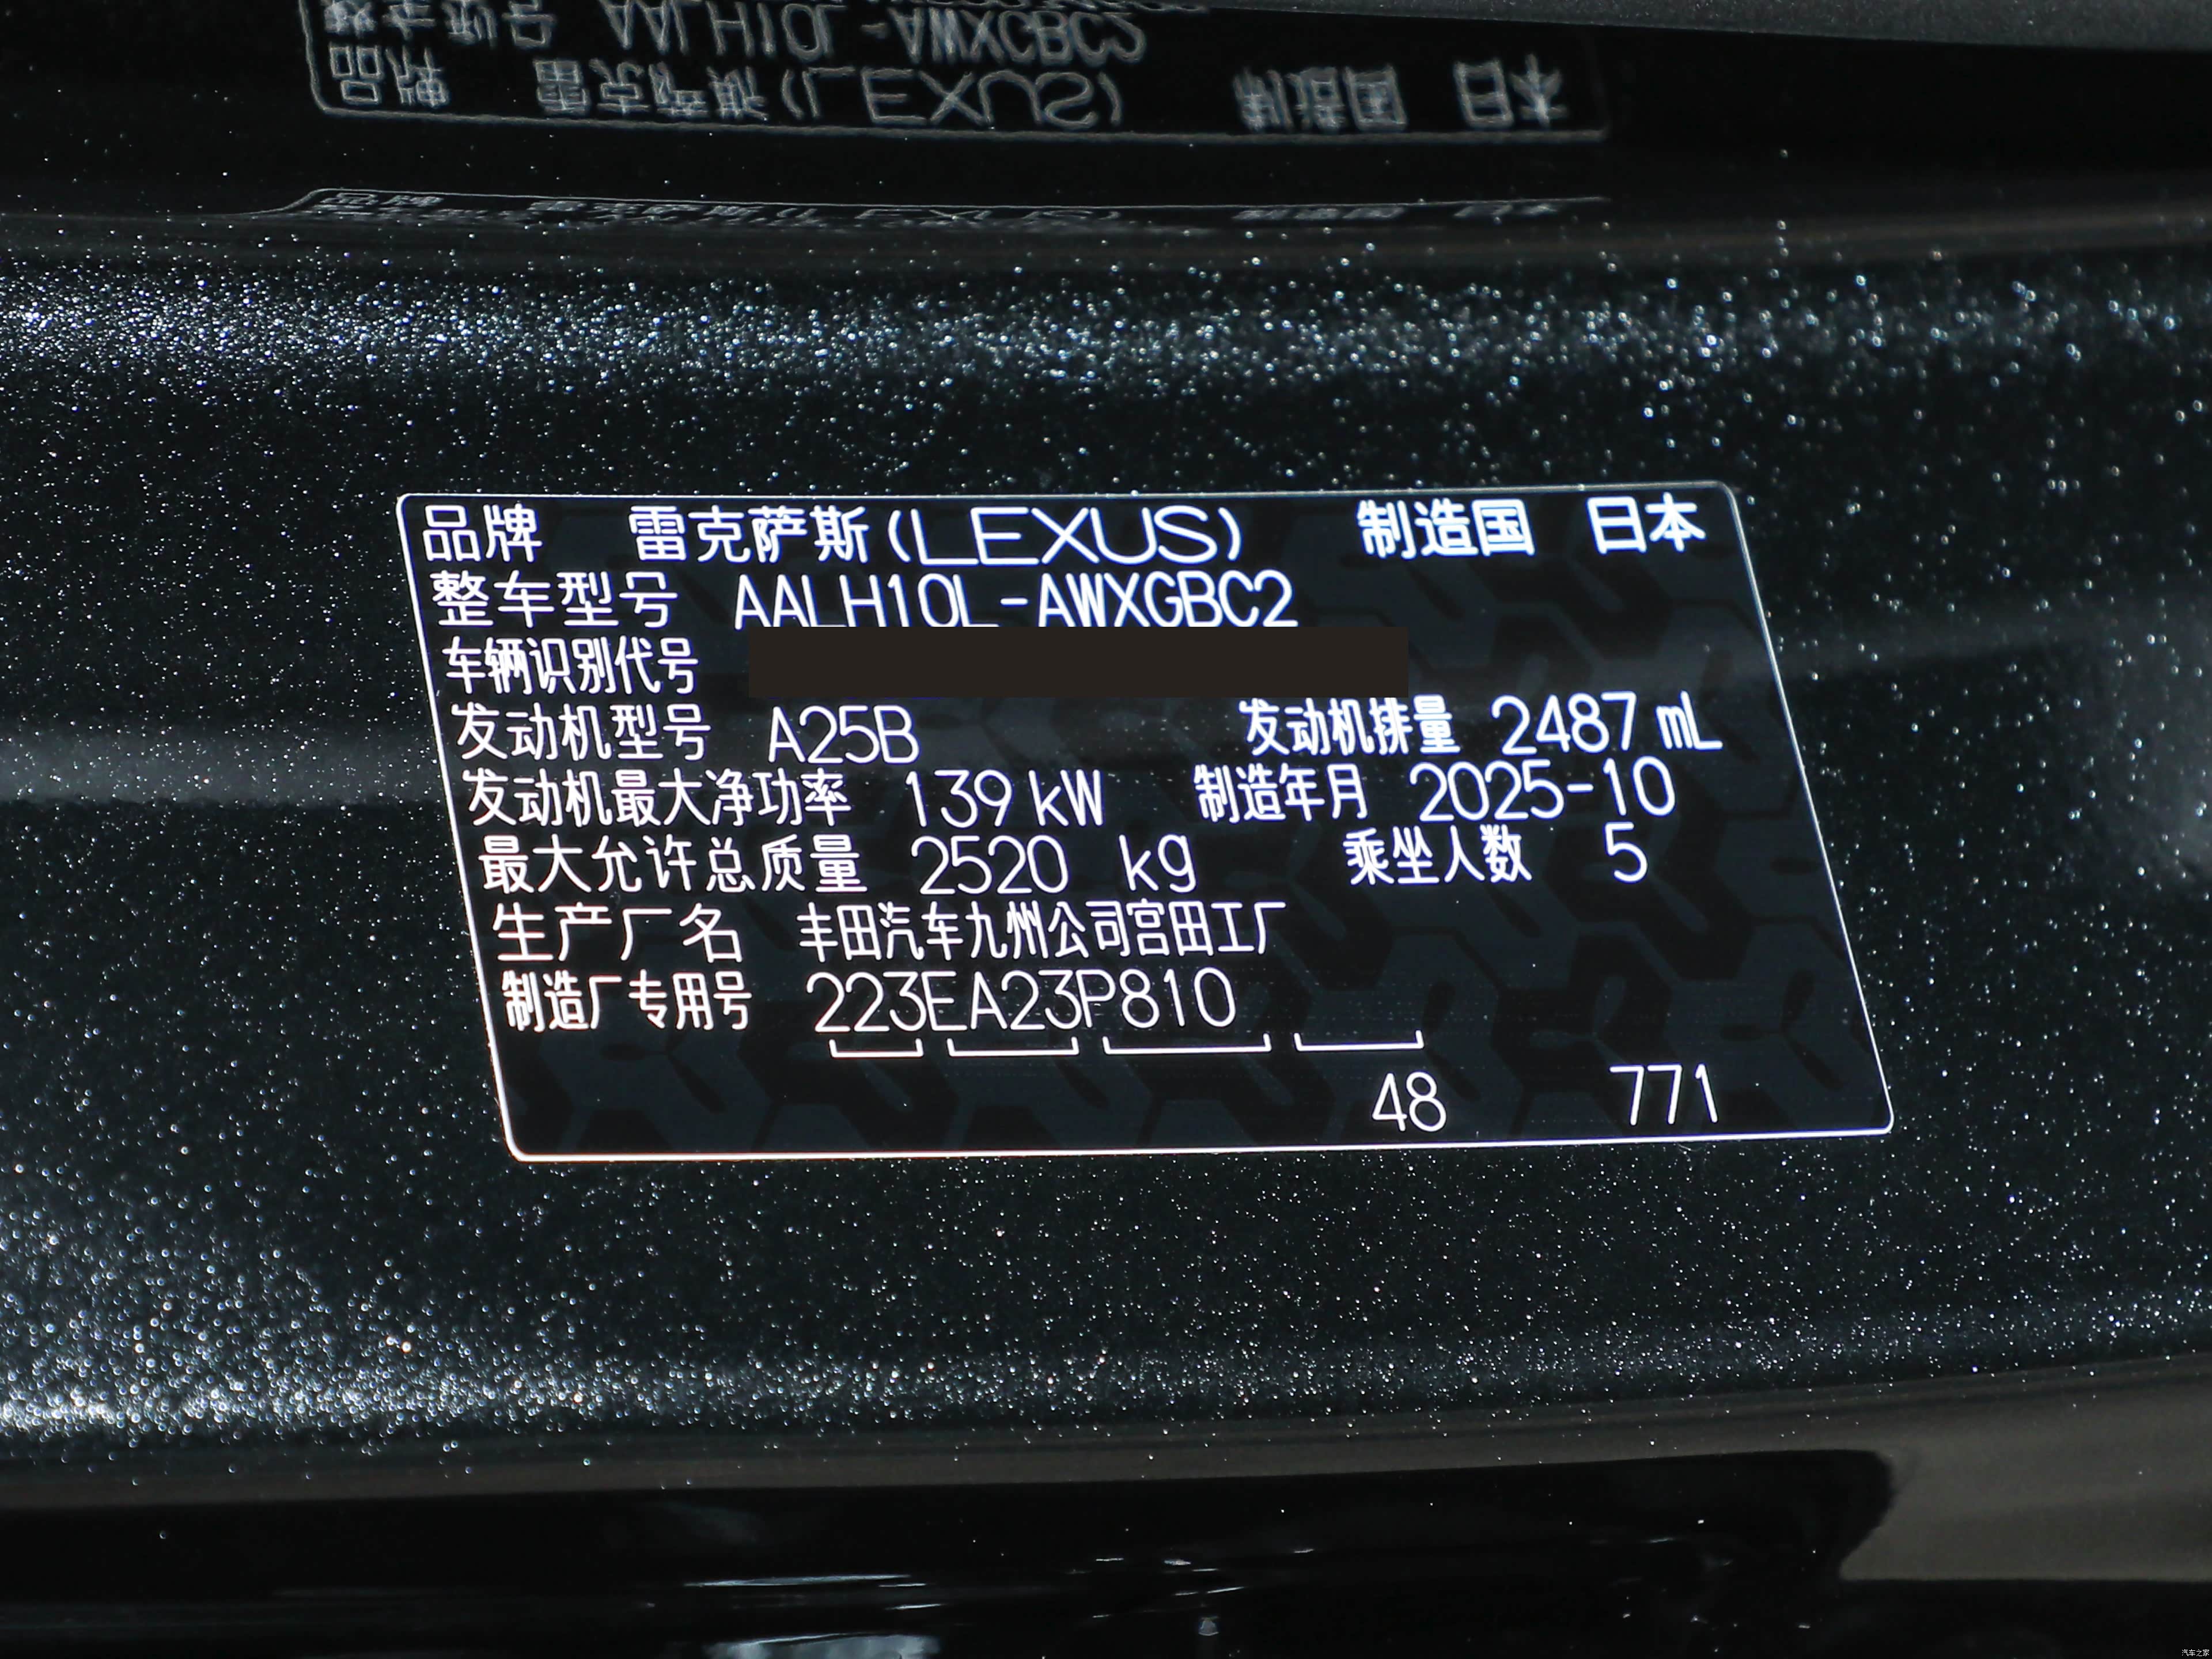 品牌 雷克萨斯(LEXUS) 制造国 日本
整车型号 AALH10L-AWXGBC2
车辆识别代号
发动机型号 A25B 发动机排量 2487 mL
发动机最大净功率 139 kW 制造年月 2025-10
最大允许总质量 2520 kg 乘坐人数 5
生产厂名 丰田汽车九州公司宫田工厂
制造厂专用号 223EA23P810
48 771
汽车之家